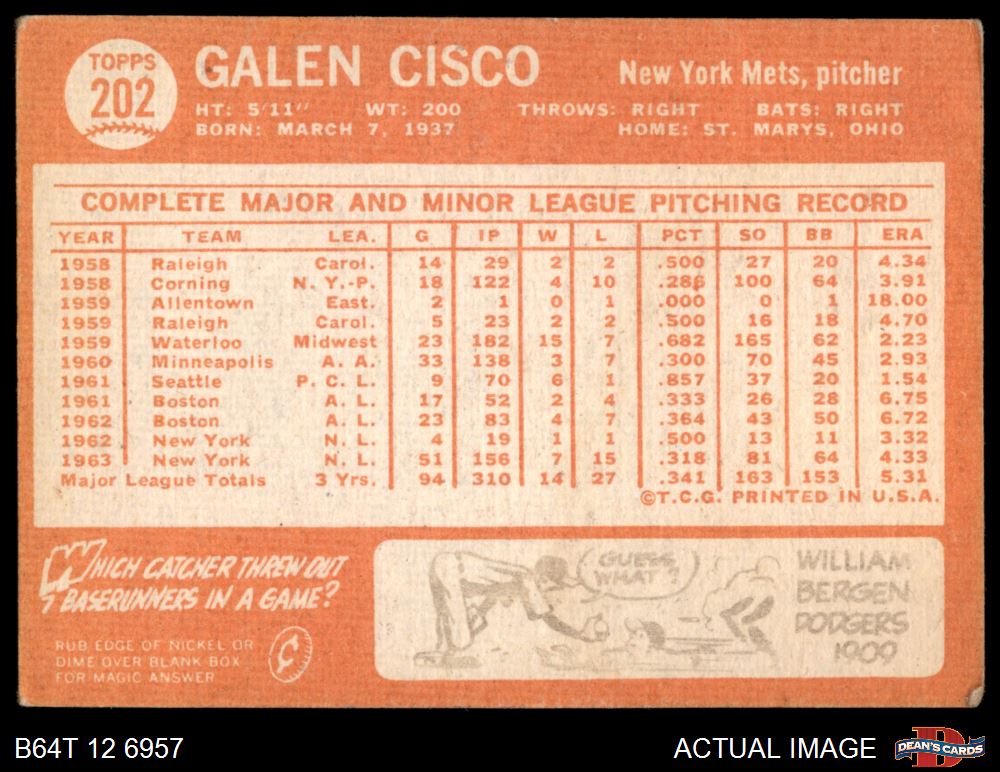 TOPPS
202
GALEN CISCO
New York Mets, pitcher
HT: 5'11" WT: 200 THROWS: RIGHT BATS: RIGHT
BORN: MARCH 7, 1937 HOME: ST. MARYS, OHIO
COMPLETE MAJOR AND MINOR LEAGUE PITCHING RECORD
YEAR TEAM LEA. G IP W L PCT SO BB ERA
1958 Raleigh Carol. 14 29 2 2 .500 27 20 4.34
1958 Corning N. Y.-P. 18 122 4 10 .286 100 64 3.91
1959 Allentown East. 2 1 0 1 .000 0 1 18.00
1959 Raleigh Carol. 5 23 2 2 .500 16 18 4.70
1959 Waterloo Midwest 23 182 15 7 .682 165 62 2.23
1960 Minneapolis A. A. 33 138 3 7 .300 70 45 2.93
1961 Seattle P. C. L. 9 70 6 1 .857 37 20 1.54
1961 Boston A. L. 17 52 2 4 .333 26 28 6.75
1962 Boston A. L. 23 83 4 7 .364 43 50 6.72
1962 New York N. L. 4 19 1 1 .500 13 11 3.32
1963 New York N. L. 51 156 7 15 .318 81 64 4.33
Major League Totals 3 Yrs. 94 310 14 27 .341 163 153 5.31
©T.C.G. PRINTED IN U.S.A.
WHICH CATCHER THREW OUT
7 BASERUNNERS IN A GAME?
RUB EDGE OF NICKEL OR
DIME OVER BLANK BOX
FOR MAGIC ANSWER
¢
GUESS
WHAT?
WILLIAM
BERGEN
DODGERS
1909
B64T 12 6957
ACTUAL IMAGE
DEAN'S CARDS